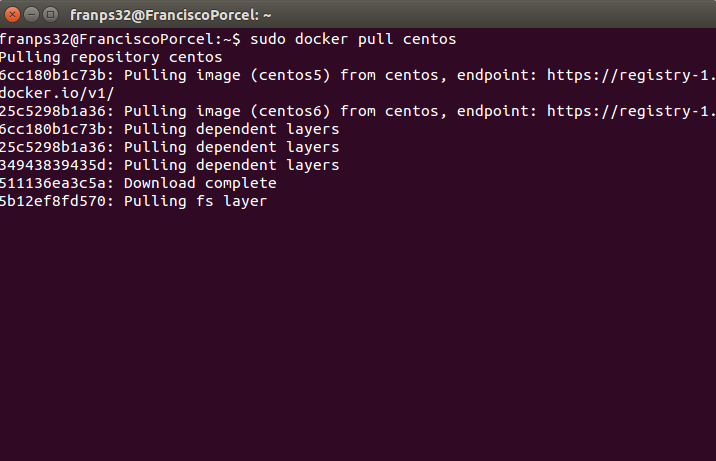 franps32@FranciscoPorcel: ~
franps32@FranciscoPorcel:~$ sudo docker pull centos
Pulling repository centos
6cc180b1c73b: Pulling image (centos5) from centos, endpoint: https://registry-1.
docker.io/v1/
25c5298b1a36: Pulling image (centos6) from centos, endpoint: https://registry-1.
6cc180b1c73b: Pulling dependent layers
25c5298b1a36: Pulling dependent layers
34943839435d: Pulling dependent layers
511136ea3c5a: Download complete
5b12ef8fd570: Pulling fs layer